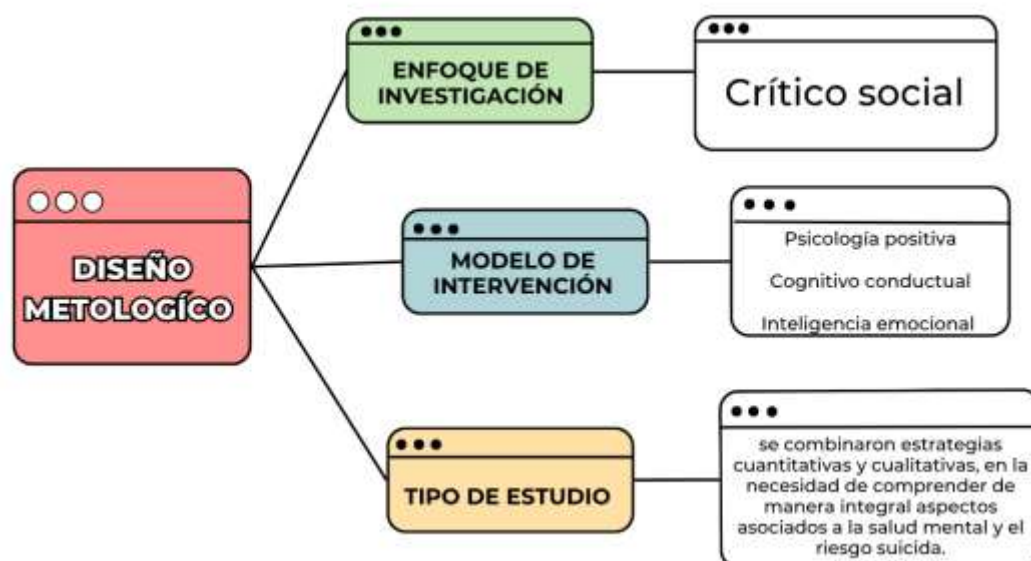 DISEÑO
METOLOGÍCO
ENFOQUE DE
INVESTIGACIÓN
Crítico social
MODELO DE
INTERVENCIÓN
Psicología positiva
Cognitivo conductual
Inteligencia emocional
TIPO DE ESTUDIO
se combinaron estrategias
cuantitativas y cualitativas, en la
necesidad de comprender de
manera integral aspectos
asociados a la salud mental y el
riesgo suicida.